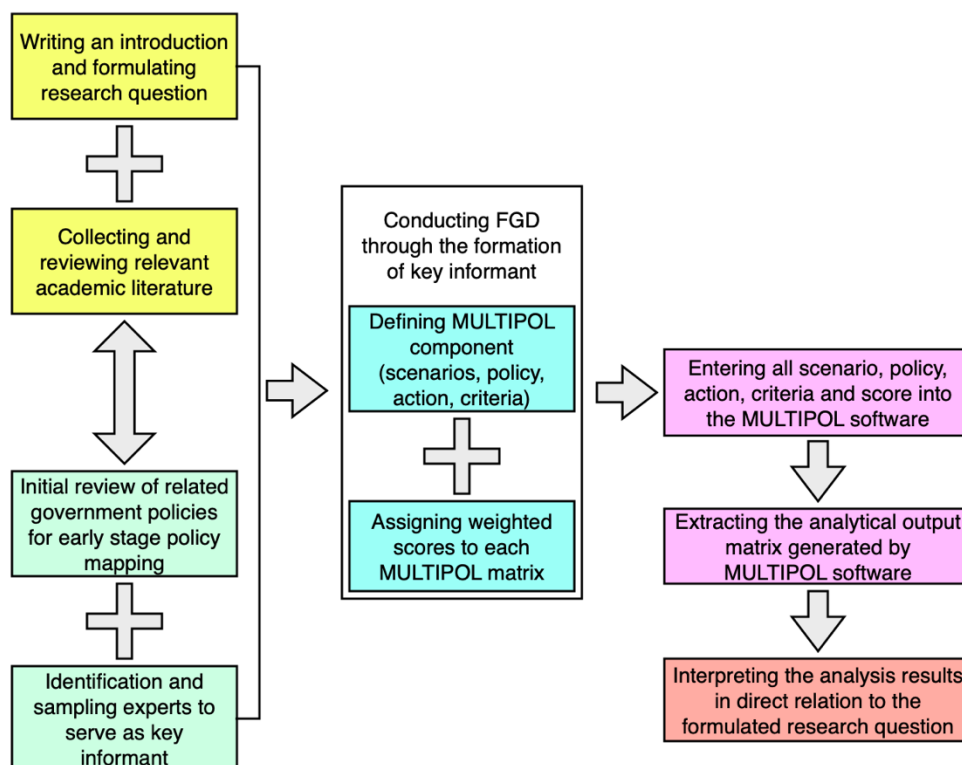 Writing an introduction
and formulating
research question
Collecting and
reviewing relevant
academic literature
Initial review of related
government policies
for early stage policy
mapping
Identification and
sampling experts to
serve as key
informant
Conducting FGD
through the formation
of key informant
Defining MULTIPOL
component
(scenarios, policy,
action, criteria)
Assigning weighted
scores to each
MULTIPOL matrix
Entering all scenario, policy,
action, criteria and score into
the MULTIPOL software
Extracting the analytical output
matrix generated by
MULTIPOL software
Interpreting the analysis results
in direct relation to the
formulated research question